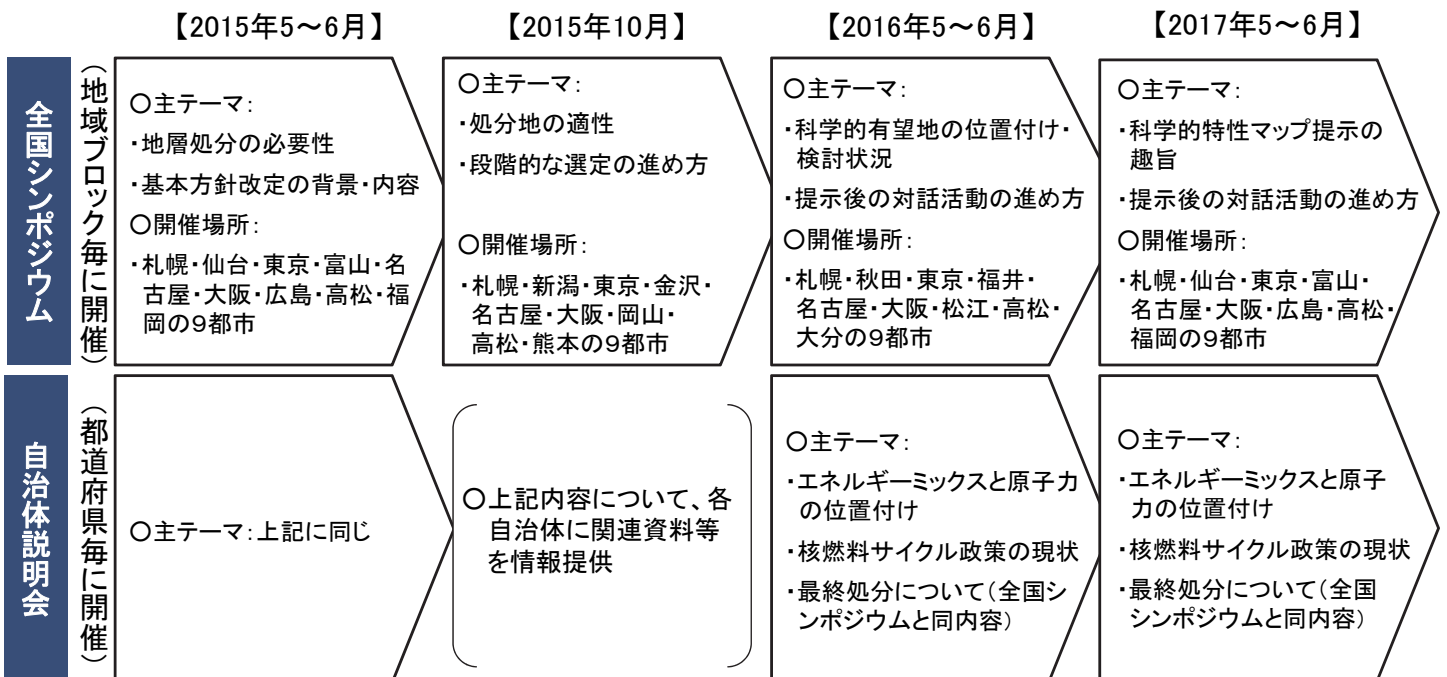 【2015年5～6月】
【2015年10月】
【2016年5～6月】
【2017年5～6月】
全国シンポジウム
（地域ブロック毎に開催）
○主テーマ：
・地層処分の必要性
・基本方針改定の背景・内容
○開催場所：
・札幌・仙台・東京・富山・名
古屋・大阪・広島・高松・福
岡の９都市
○主テーマ：
・処分地の適性
・段階的な選定の進め方
○開催場所：
・札幌・新潟・東京・金沢・
名古屋・大阪・岡山・
高松・熊本の９都市
○主テーマ：
・科学的有望地の位置付け・
検討状況
・提示後の対話活動の進め方
○開催場所：
・札幌・秋田・東京・福井・
名古屋・大阪・松江・高松・
大分の９都市
○主テーマ：
・科学的特性マップ提示の
趣旨
・提示後の対話活動の進め方
○開催場所：
・札幌・仙台・東京・富山・
名古屋・大阪・広島・高松・
福岡の９都市
自治体説明会
（都道府県毎に開催）
○主テーマ：上記に同じ
○上記内容について、各
自治体に関連資料等
を情報提供
○主テーマ：
・エネルギーミックスと原子力
の位置付け
・核燃料サイクル政策の現状
・最終処分について（全国シ
ンポジウムと同内容）
○主テーマ：
・エネルギーミックスと原子
力の位置付け
・核燃料サイクル政策の現状
・最終処分について（全国
シンポジウムと同内容）